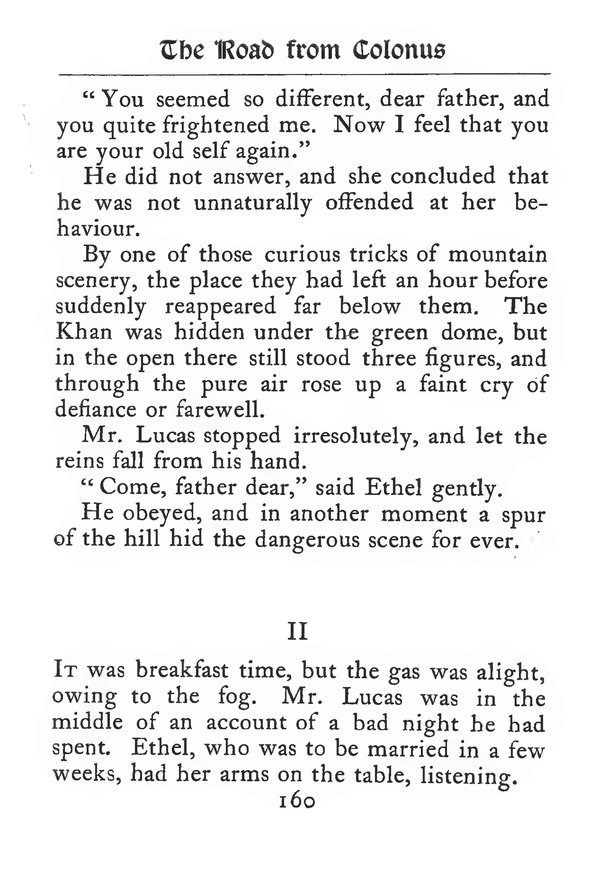 The Road from Colonus
“ You seemed so different, dear father, and
you quite frightened me. Now I feel that you
are your old self again.”
He did not answer, and she concluded that
he was not unnaturally offended at her be-
haviour.
By one of those curious tricks of mountain
scenery, the place they had left an hour before
suddenly reappeared far below them. The
Khan was hidden under the green dome, but
in the open there still stood three figures, and
through the pure air rose up a faint cry of
defiance or farewell.
Mr. Lucas stopped irresolutely, and let the
reins fall from his hand.
“ Come, father dear,” said Ethel gently.
He obeyed, and in another moment a spur
of the hill hid the dangerous scene for ever.
II
It was breakfast time, but the gas was alight,
owing to the fog. Mr. Lucas was in the
middle of an account of a bad night he had
spent. Ethel, who was to be married in a few
weeks, had her arms on the table, listening.
160